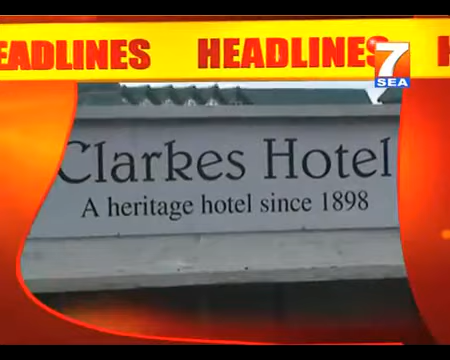 EADLINES HEADLINES H
7
SEA
Clarkes Hotel
A heritage hotel since 1898